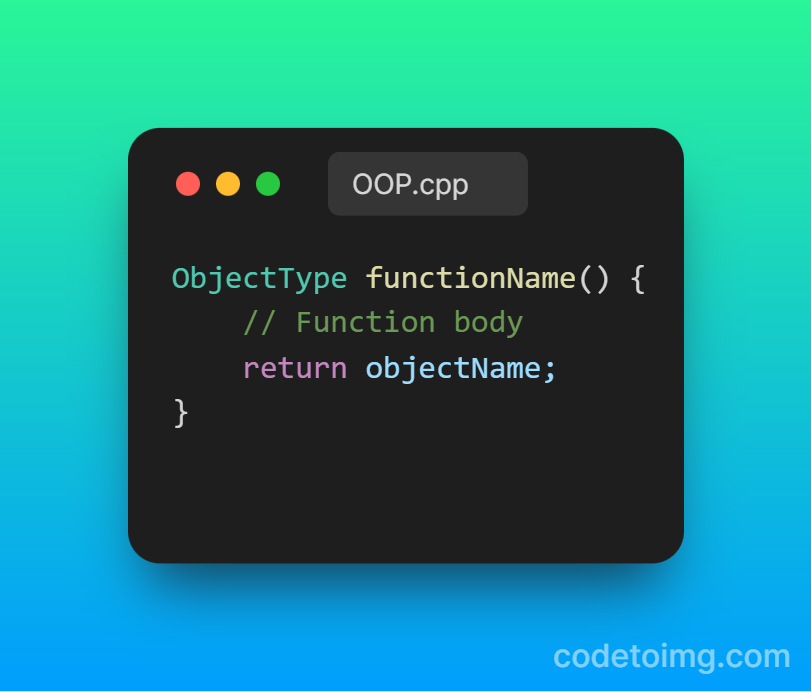 OOP.cpp
ObjectType functionName() {
    // Function body
    return objectName;
}
codetoimg.com